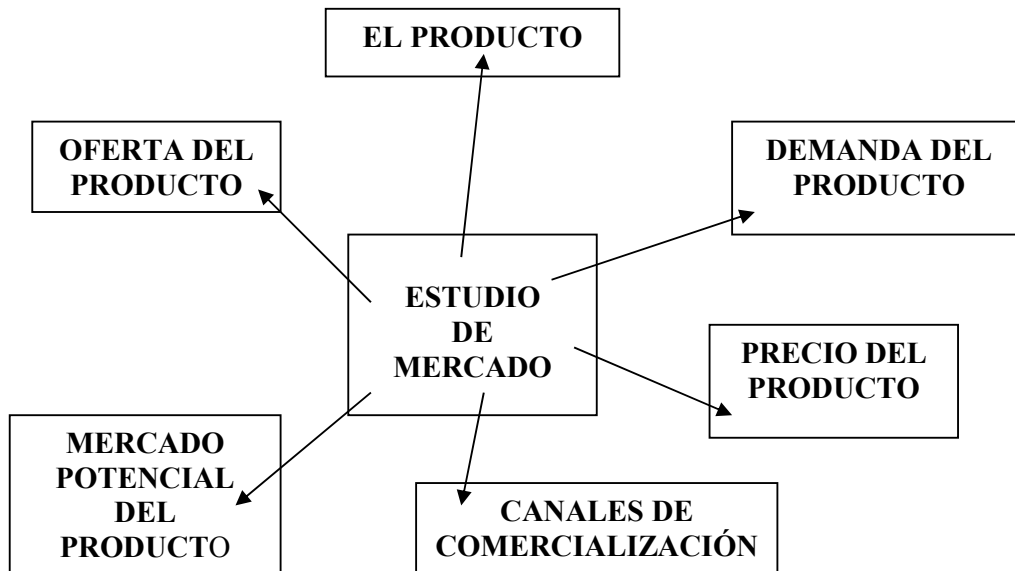 EL PRODUCTO
OFERTA DEL
PRODUCTO
DEMANDA DEL
PRODUCTO
ESTUDIO
DE
MERCADO
PRECIO DEL
PRODUCTO
MERCADO
POTENCIAL
DEL
PRODUCTO
CANALES DE
COMERCIALIZACIÓN